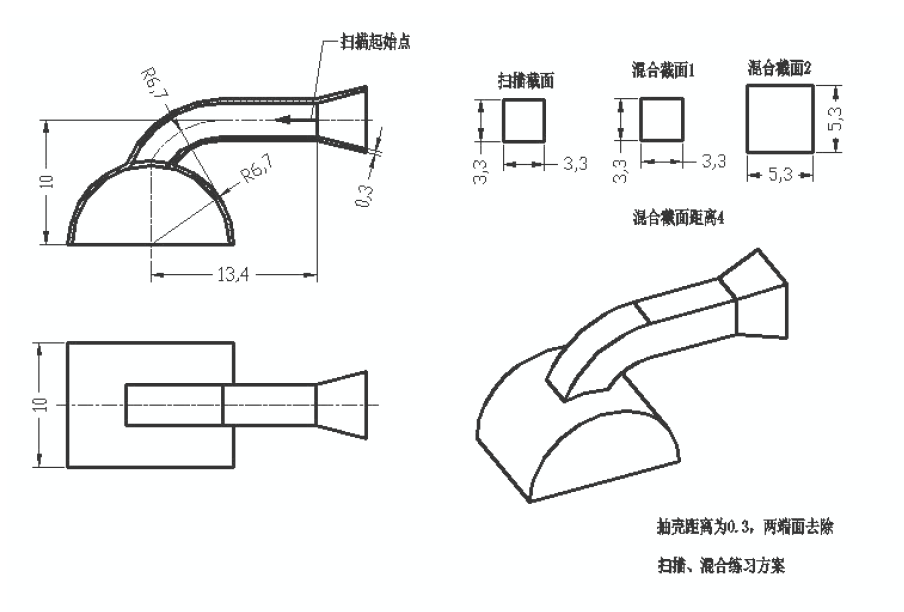 扫描起始点
R6,7
R6,7
10
0.3
13,4
扫描截面
混合截面1
混合截面2
3,3
3,3
3,3
3,3
5,3
5,3
混合截面距离4
10
抽壳距离为0.3，两端面去除
扫描、混合练习方案